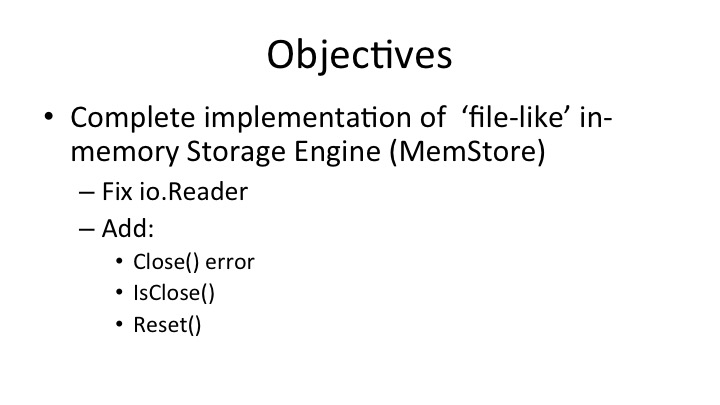 Objectives
• Complete implementation of ‘file-like’ in-
memory Storage Engine (MemStore)
– Fix io.Reader
– Add:
• Close() error
• IsClose()
• Reset()